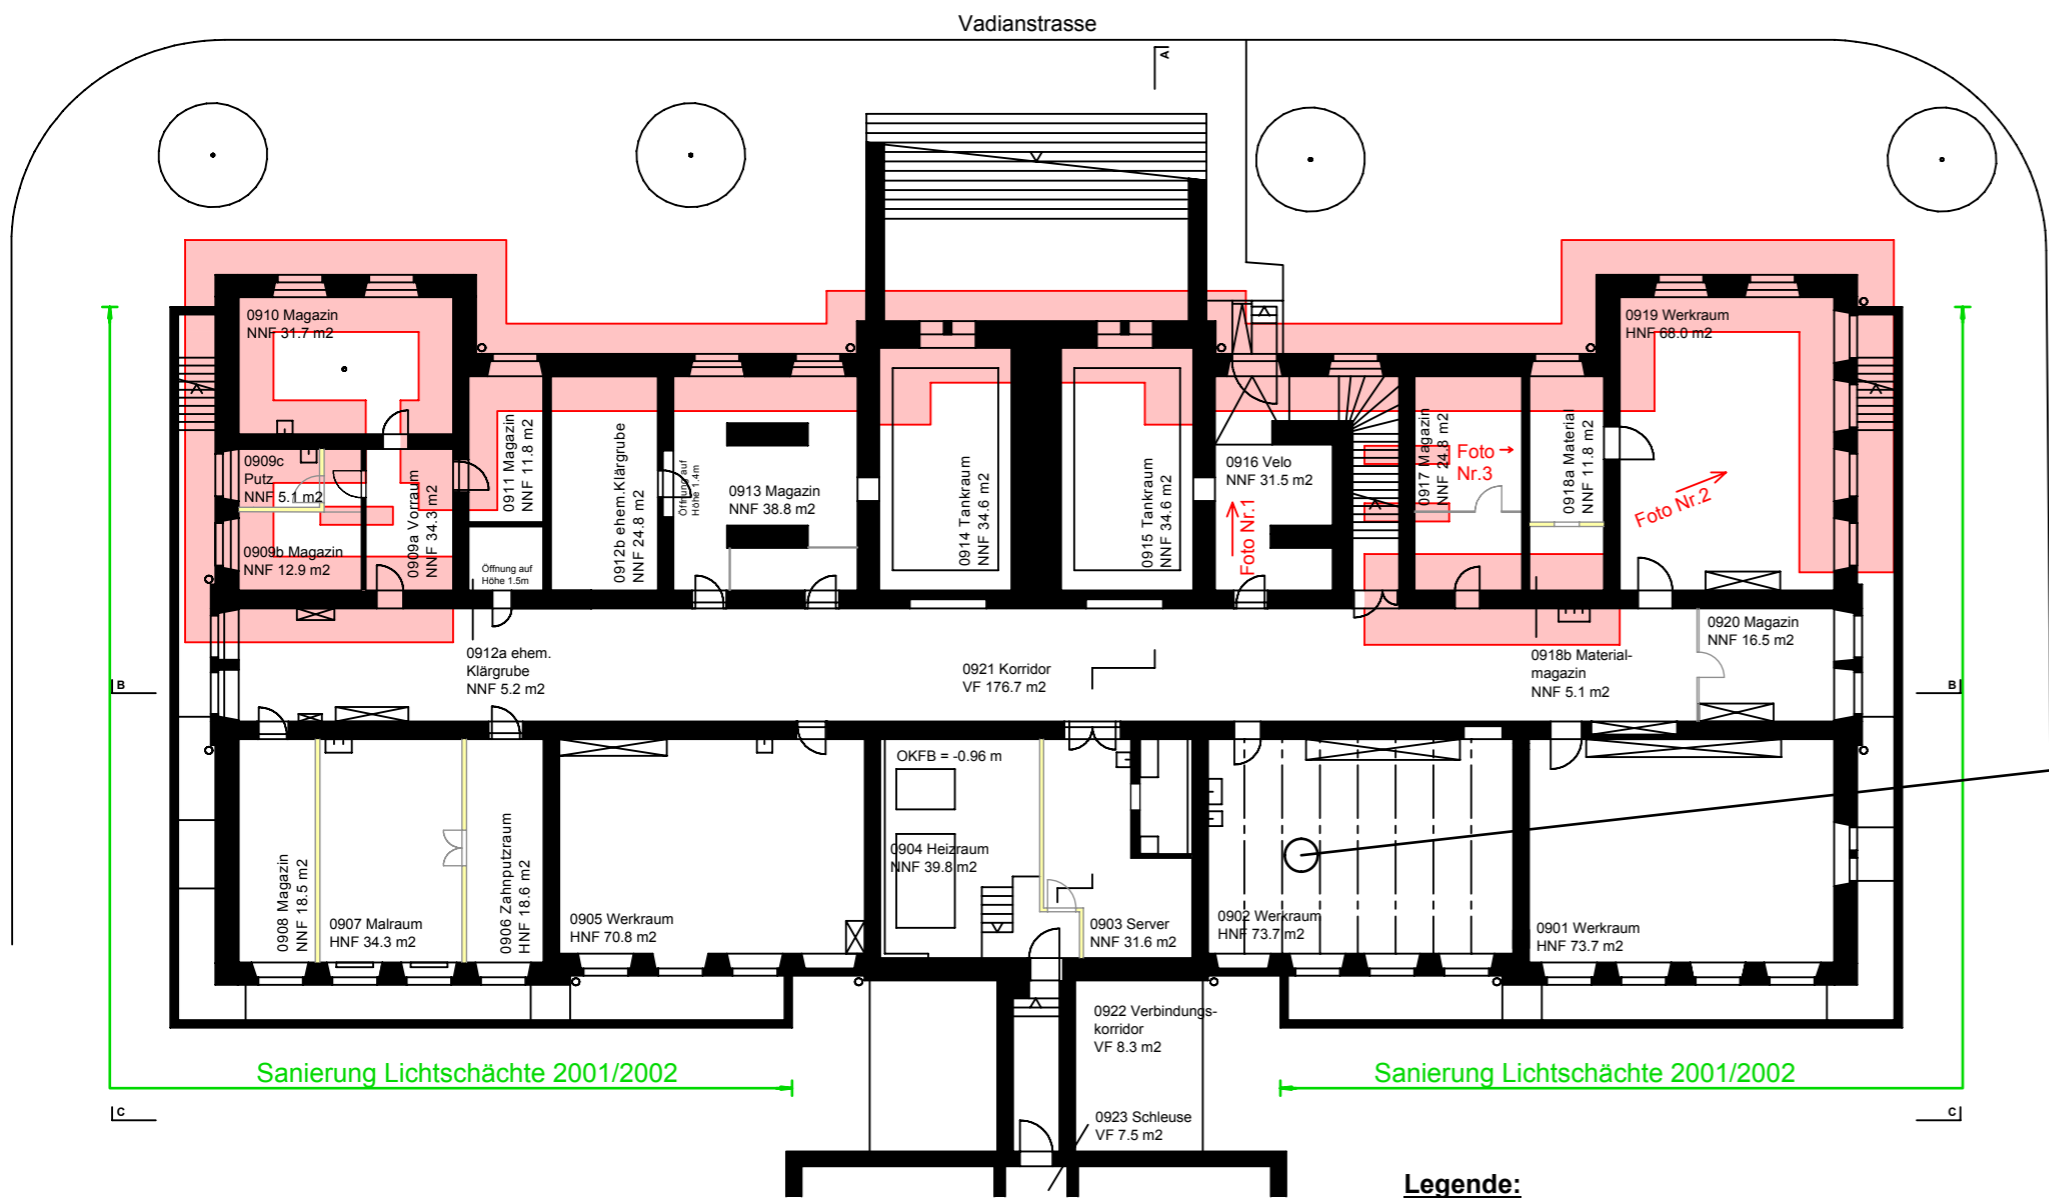 Vadianstrasse
A
0910 Magazin
NNF 31.7 m2
0919 Werkraum
HNF 68.0 m2
0909c
Putz
NNF 5.1 m2
0909b Magazin
NNF 12.9 m2
0909a Vorraum
NNF 34.3 m2
0911 Magazin
NNF 11.8 m2
Öffnung auf
Höhe 1.5m
0912b ehem.Klärgrube
NNF 24.8 m2
Öffnung auf
Höhe 1.4m
0913 Magazin
NNF 38.8 m2
0914 Tankraum
NNF 34.6 m2
0915 Tankraum
NNF 34.6 m2
0916 Velo
NNF 31.5 m2
Foto Nr.1
0917 Magazin
NNF 24.8 m2
Foto
Nr.3
0918a Material
NNF 11.8 m2
Foto Nr.2
0912a ehem.
Klärgrube
NNF 5.2 m2
0921 Korridor
VF 176.7 m2
0918b Material-
magazin
NNF 5.1 m2
0920 Magazin
NNF 16.5 m2
B
B
OKFB = -0.96 m
0908 Magazin
NNF 18.5 m2
0907 Malraum
HNF 34.3 m2
0906 Zahnputzraum
HNF 18.6 m2
0905 Werkraum
HNF 70.8 m2
0904 Heizraum
NNF 39.8 m2
0903 Server
NNF 31.6 m2
0902 Werkraum
HNF 73.7 m2
0901 Werkraum
HNF 73.7 m2
0922 Verbindungs-
korridor
VF 8.3 m2
Sanierung Lichtschächte 2001/2002
Sanierung Lichtschächte 2001/2002
C
C
0923 Schleuse
VF 7.5 m2
Legende: